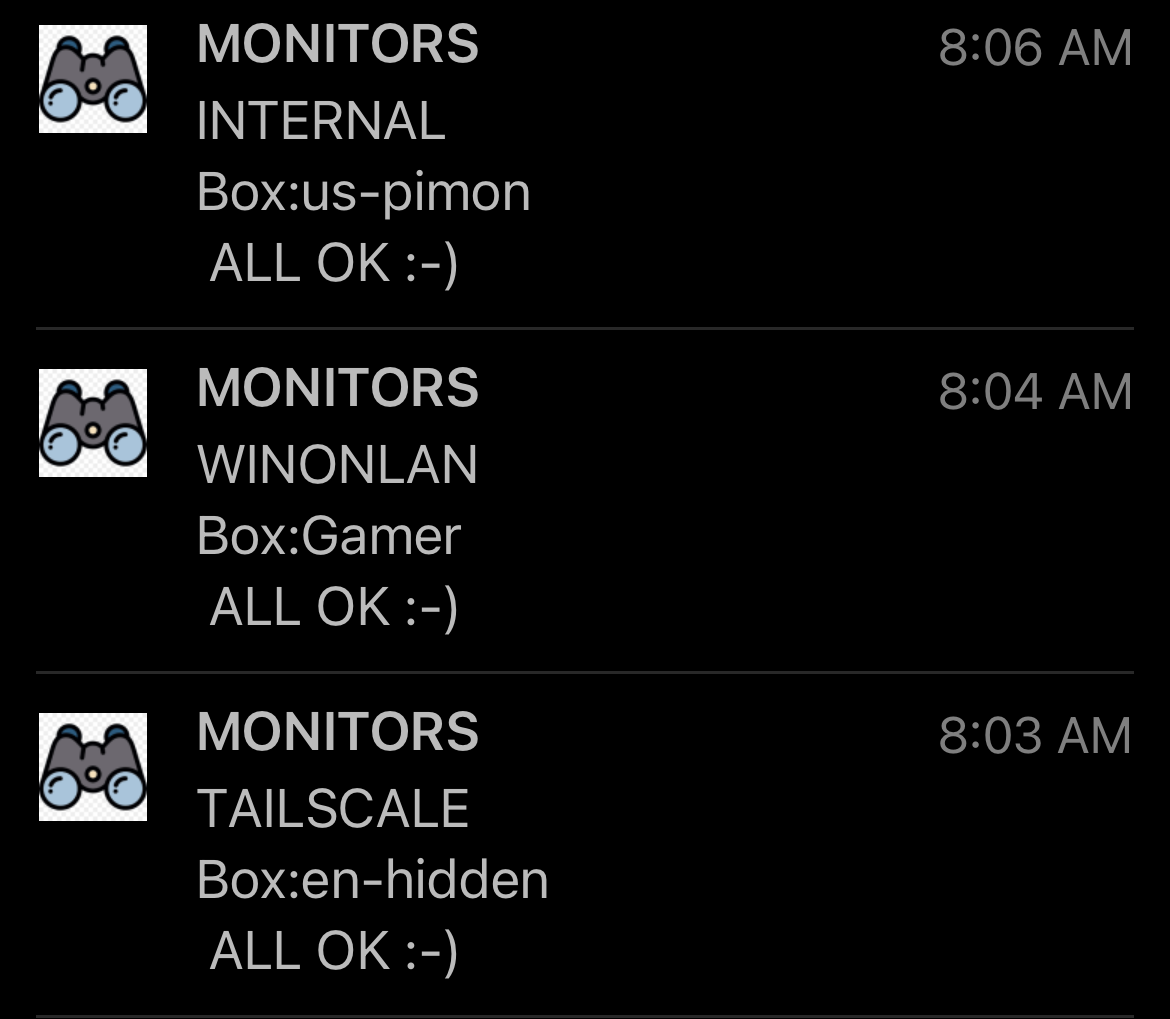 MONITORS
8:06 AM
INTERNAL
Box:us-pimon
ALL OK :-)
MONITORS
8:04 AM
WINONLAN
Box:Gamer
ALL OK :-)
MONITORS
8:03 AM
TAILSCALE
Box:en-hidden
ALL OK :-)